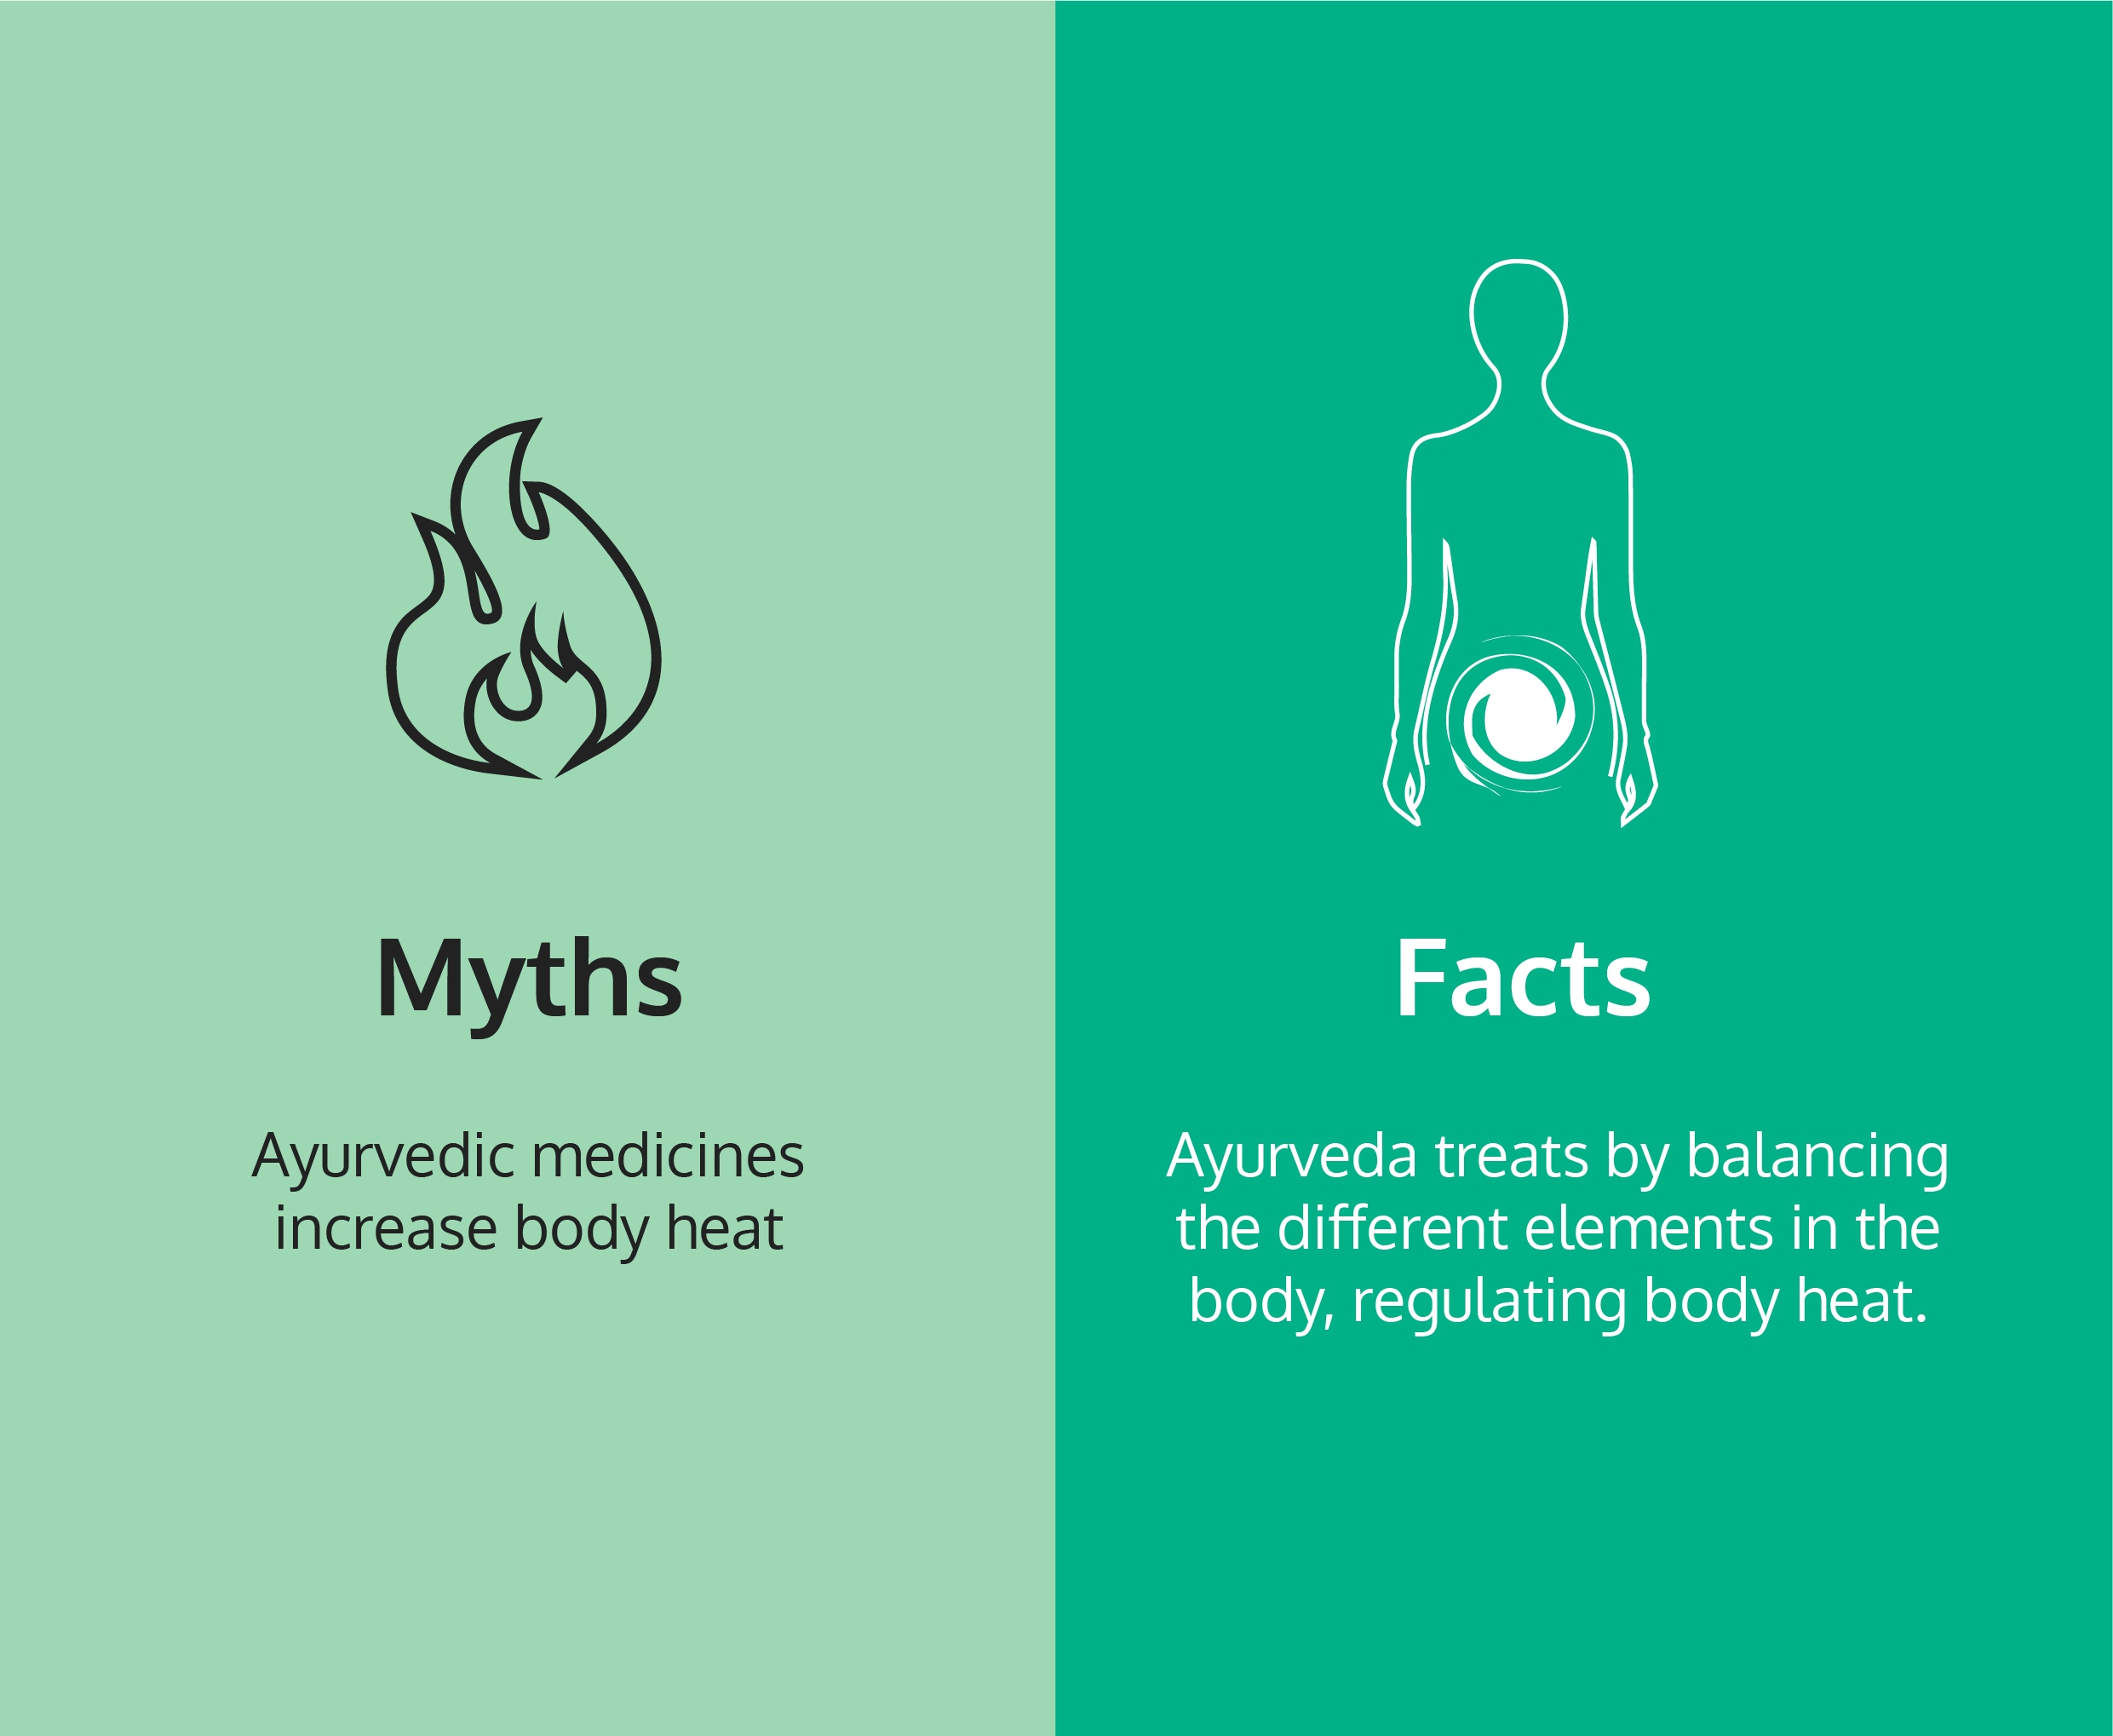 Myths
Ayurvedic medicines
increase body heat
Facts
Ayurveda treats by balancing
the different elements in the
body, regulating body heat.